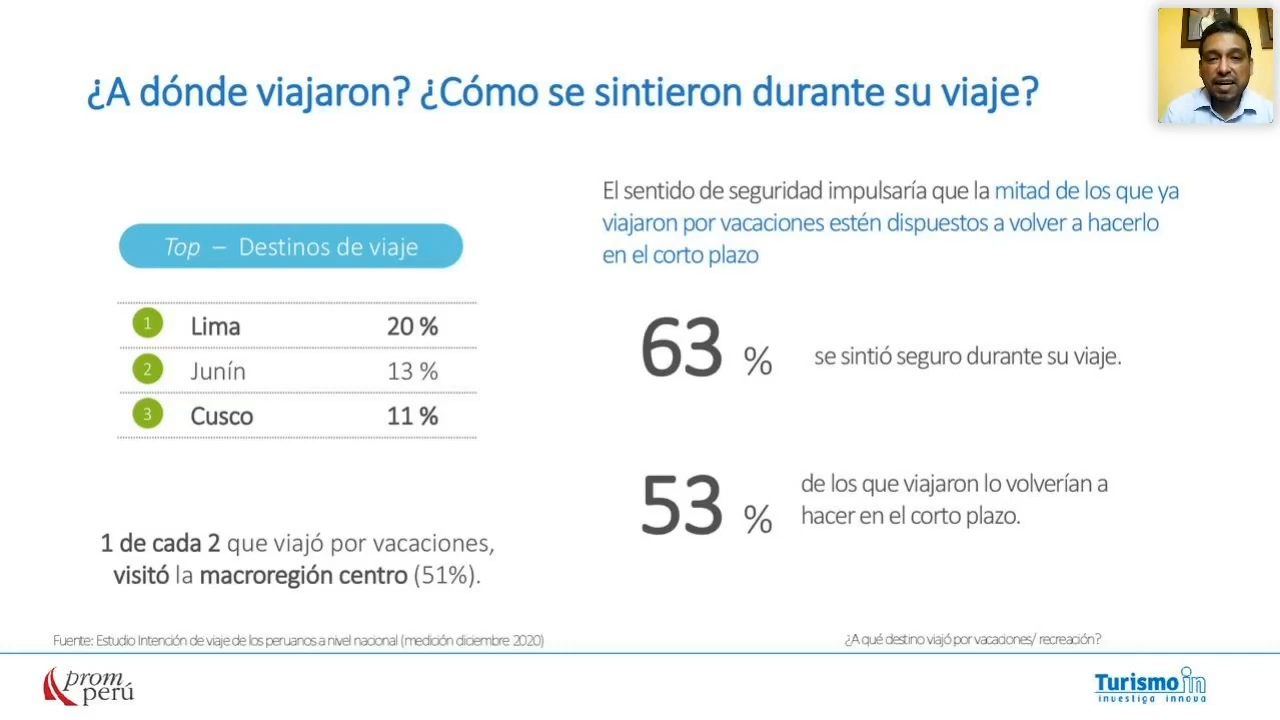 ¿A dónde viajaron? ¿Cómo se sintieron durante su viaje?
Top – Destinos de viaje
1 Lima 20 %
2 Junín 13 %
3 Cusco 11 %
1 de cada 2 que viajó por vacaciones,
visitó la macroregión centro (51%).
El sentido de seguridad impulsaría que la mitad de los que ya
viajaron por vacaciones estén dispuestos a volver a hacerlo
en el corto plazo
63 % se sintió seguro durante su viaje.
53 % de los que viajaron lo volverían a
hacer en el corto plazo.
Fuente: Estudio Intención de viaje de los peruanos a nivel nacional (medición diciembre 2020)
¿A qué destino viajó por vacaciones/ recreación?
prom
perú
Turismo in
investiga innova